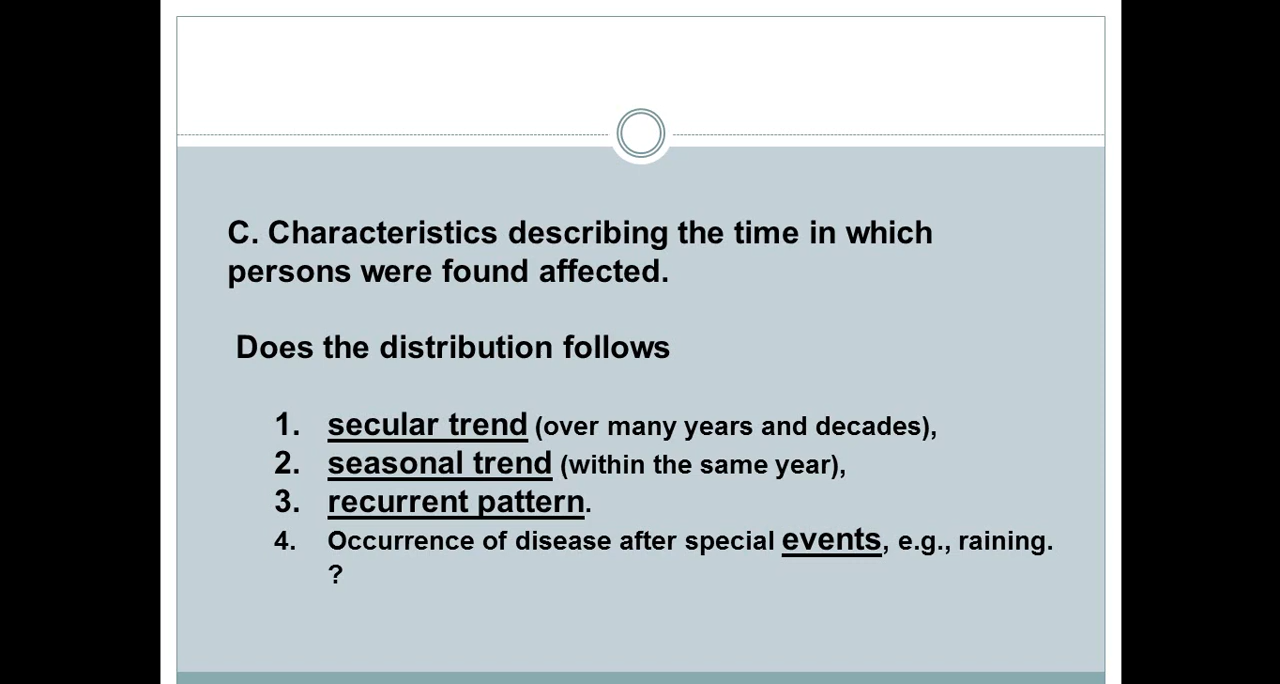 C. Characteristics describing the time in which
persons were found affected.
Does the distribution follows
1. secular trend (over many years and decades),
2. seasonal trend (within the same year),
3. recurrent pattern.
4. Occurrence of disease after special events, e.g., raining.
?